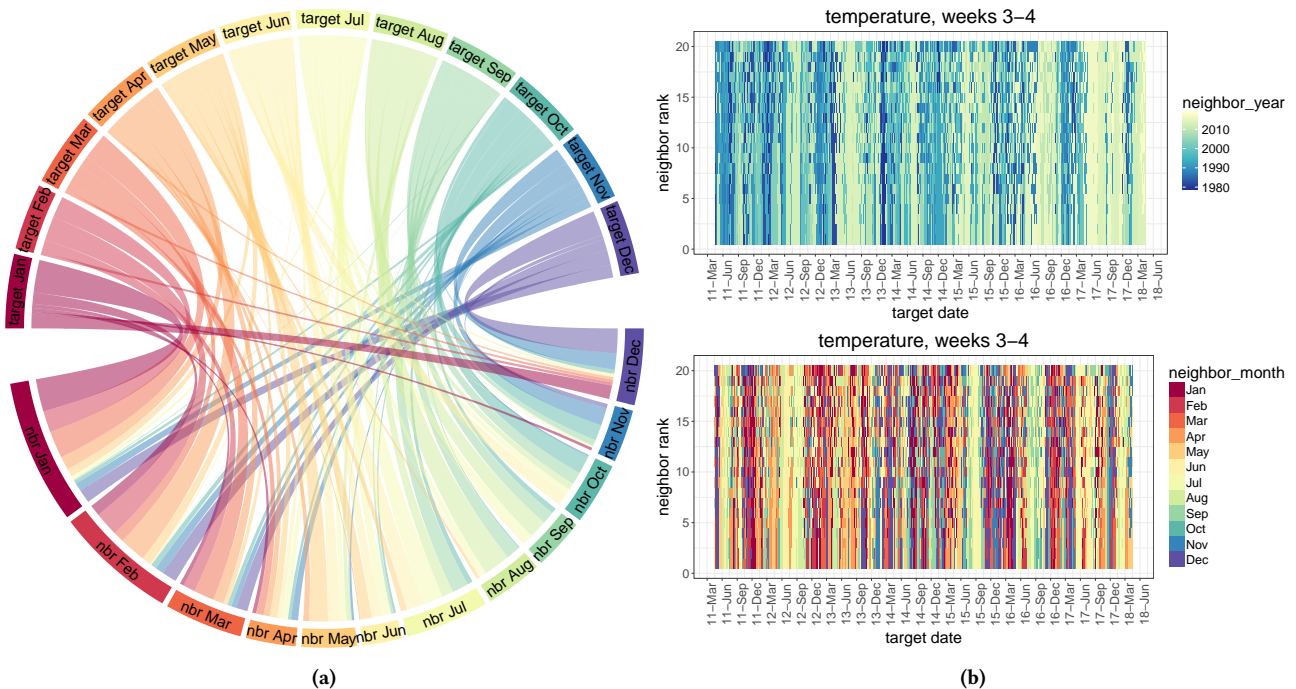 target Jan
target Feb
target Mar
target Apr
target May
target Jun
target Jul
target Aug
target Sep
target Oct
target Nov
target Dec
nbr Dec
nbr Nov
nbr Oct
nbr Sep
nbr Aug
nbr Jul
nbr Jun
nbr May
nbr Apr
nbr Mar
nbr Feb
nbr Jan
(a)
temperature, weeks 3−4
neighbor rank
20
15
10
5
0
11−Mar
11−Jun
11−Sep
11−Dec
12−Mar
12−Jun
12−Sep
12−Dec
13−Mar
13−Jun
13−Sep
13−Dec
14−Mar
14−Jun
14−Sep
14−Dec
15−Mar
15−Jun
15−Sep
15−Dec
16−Mar
16−Jun
16−Sep
16−Dec
17−Mar
17−Jun
17−Sep
17−Dec
18−Mar
18−Jun
target date
neighbor_year
2010
2000
1990
1980
temperature, weeks 3−4
neighbor rank
20
15
10
5
0
11−Mar
11−Jun
11−Sep
11−Dec
12−Mar
12−Jun
12−Sep
12−Dec
13−Mar
13−Jun
13−Sep
13−Dec
14−Mar
14−Jun
14−Sep
14−Dec
15−Mar
15−Jun
15−Sep
15−Dec
16−Mar
16−Jun
16−Sep
16−Dec
17−Mar
17−Jun
17−Sep
17−Dec
18−Mar
18−Jun
target date
neighbor_month
Jan
Feb
Mar
Apr
May
Jun
Jul
Aug
Sep
Oct
Nov
Dec
(b)